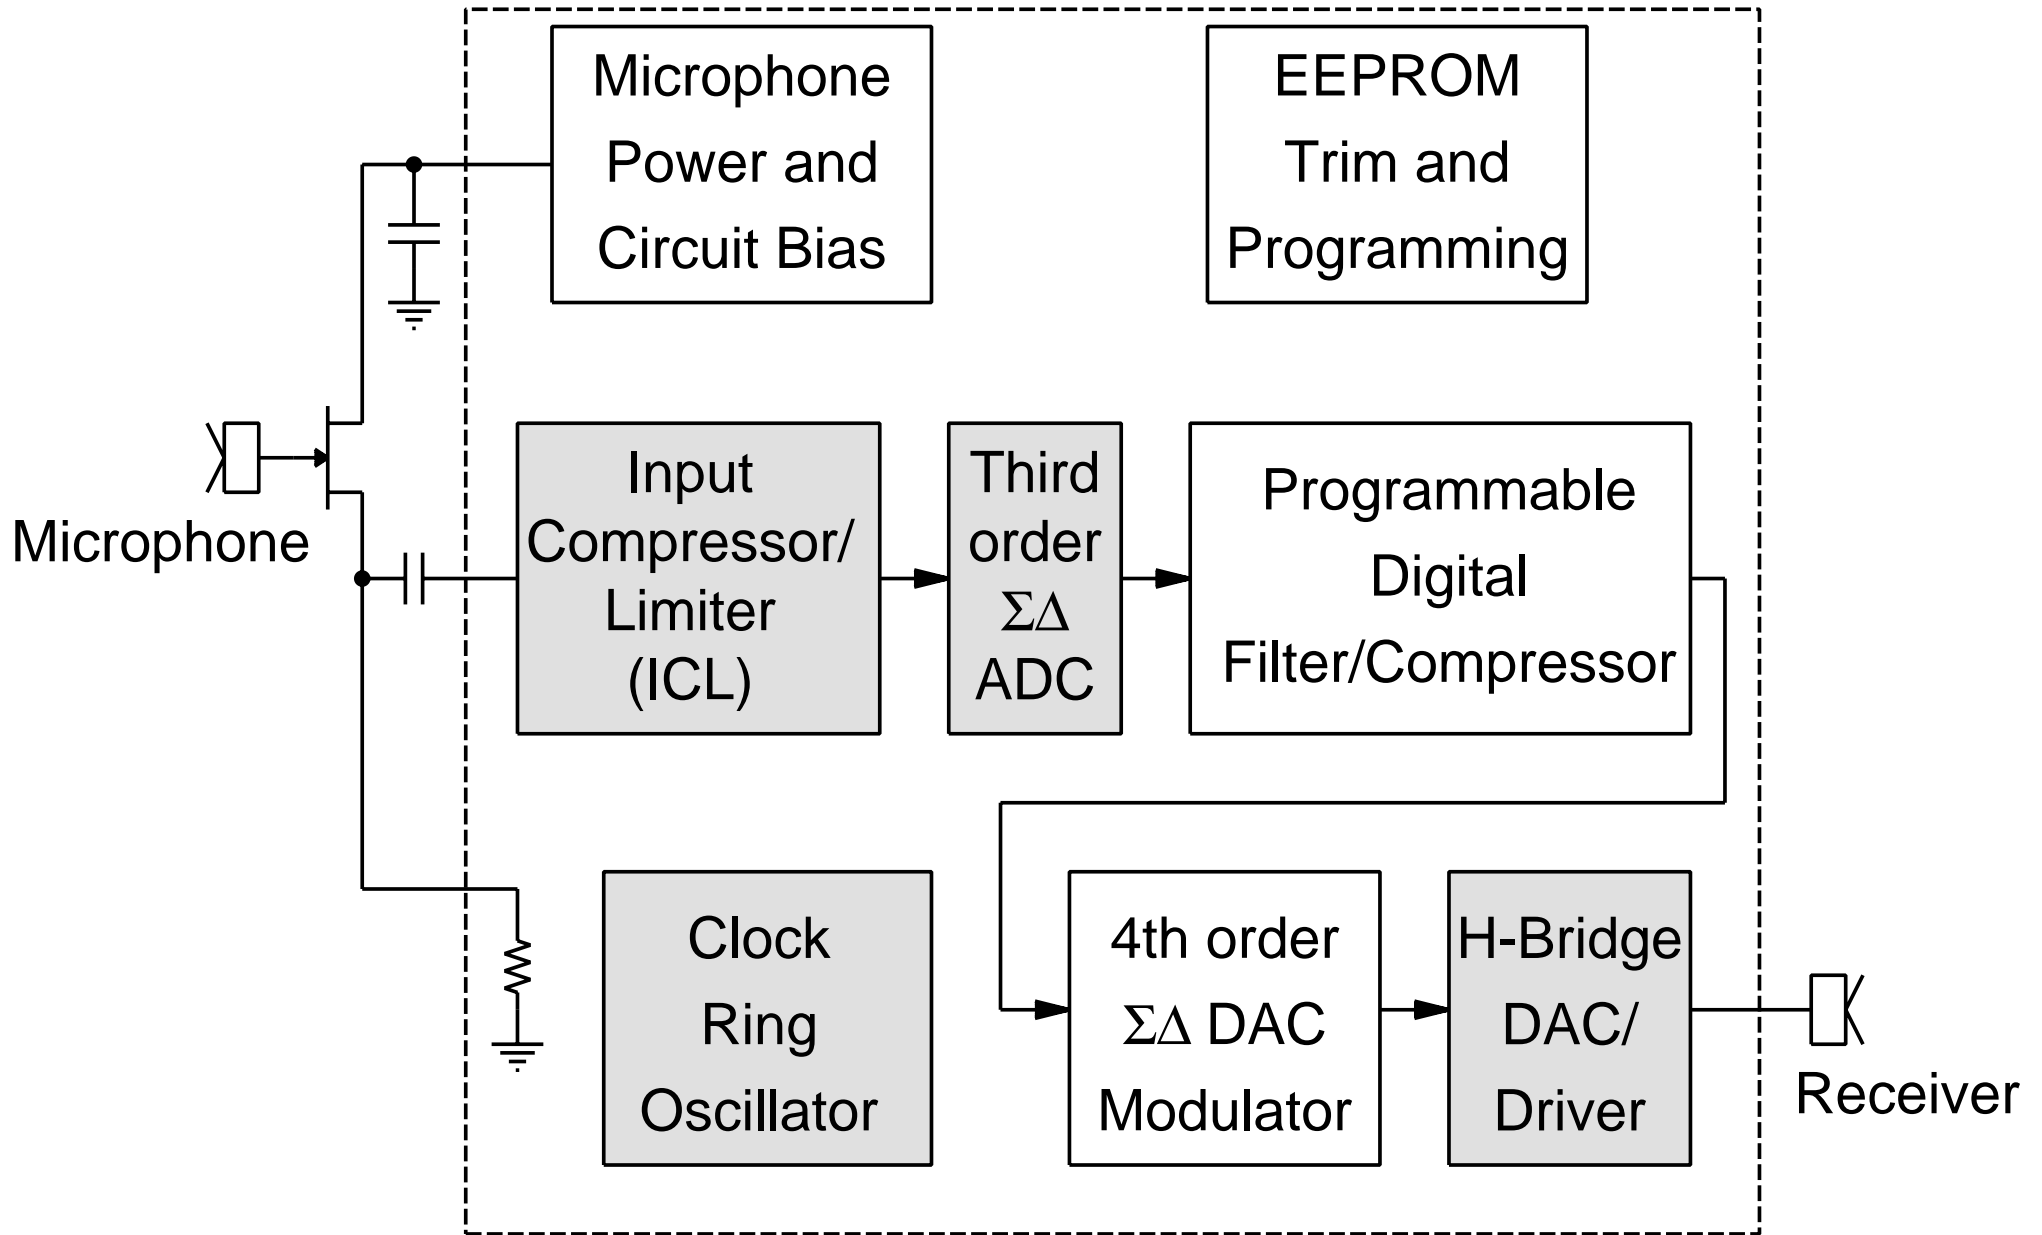 Microphone
Power and
Circuit Bias
EEPROM
Trim and
Programming
Microphone
Input
Compressor/
Limiter
(ICL)
Third
order
ΣΔ
ADC
Programmable
Digital
Filter/Compressor
Clock
Ring
Oscillator
4th order
ΣΔ DAC
Modulator
H-Bridge
DAC/
Driver
Receiver